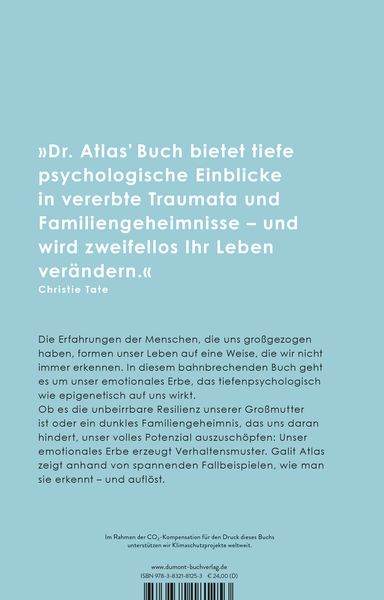 »Dr. Atlas’ Buch bietet tiefe
psychologische Einblicke
in vererbte Traumata und
Familiengeheimnisse – und
wird zweifellos Ihr Leben
verändern.«
Christie Tate
Die Erfahrungen der Menschen, die uns großgezogen
haben, formen unser Leben auf eine Weise, die wir nicht
immer erkennen. In diesem bahnbrechenden Buch geht
es um unser emotionales Erbe, das tiefenpsychologisch
wie epigenetisch auf uns wirkt.
Ob es die unbeirrbare Resilienz unserer Großmutter
ist oder ein dunkles Familiengeheimnis, das uns daran
hindert, unser volles Potenzial auszuschöpfen: Unser
emotionales Erbe erzeugt Verhaltensmuster. Galit Atlas
zeigt anhand von spannenden Fallbeispielen, wie man
sie erkennt – und auflöst.
Im Rahmen der CO₂-Kompensation für den Druck dieses Buchs
unterstützen wir Klimaschutzprojekte weltweit.
www.dumont-buchverlag.de
ISBN 978-3-8321-8125-3 € 24,00 (D)